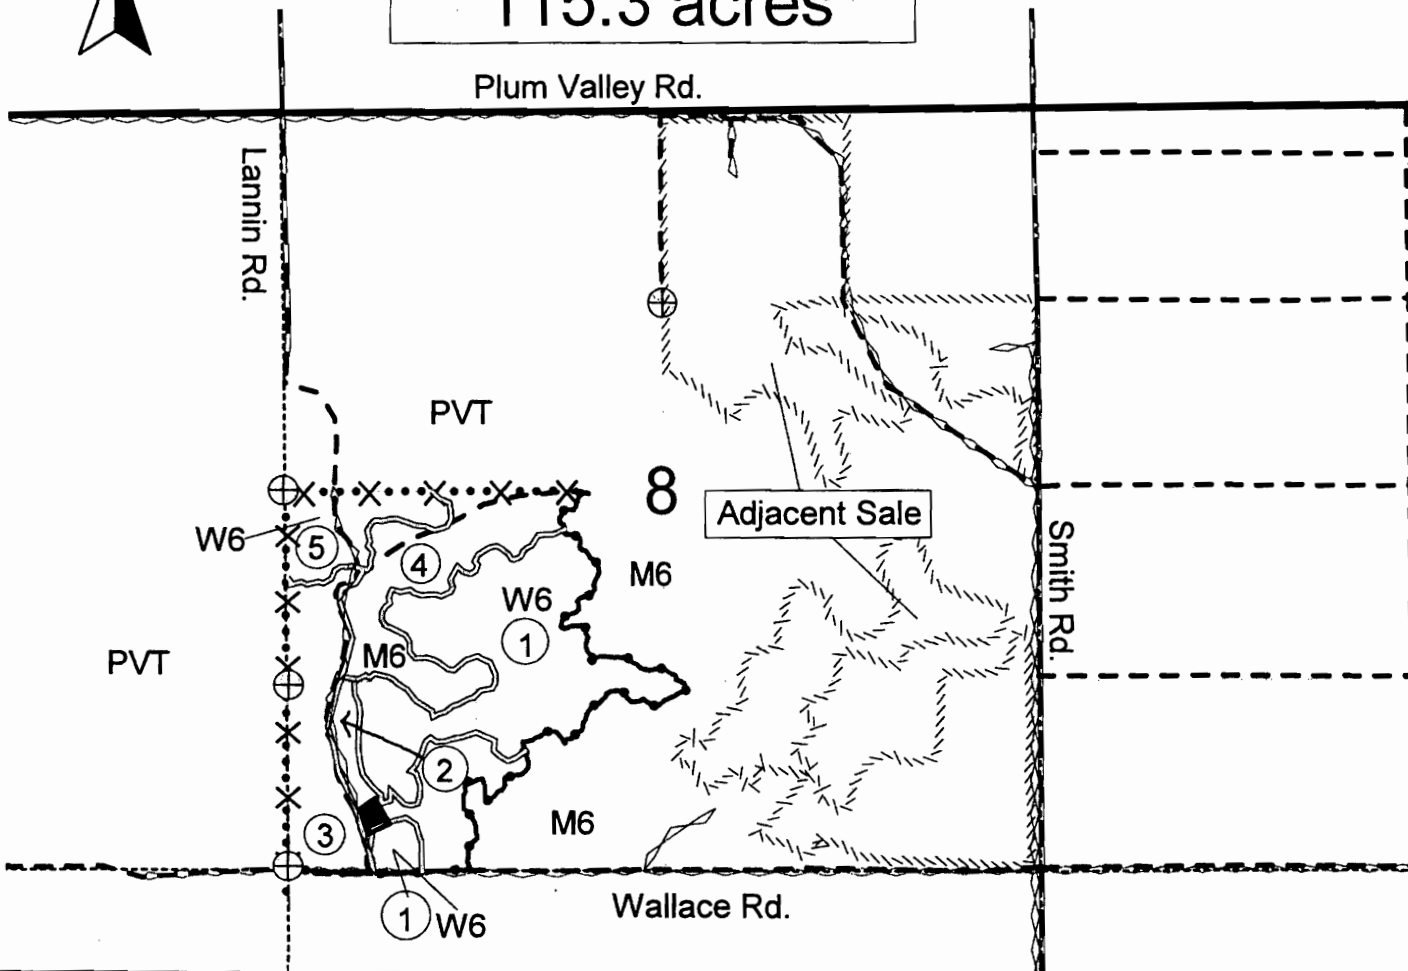 115.3 acres
Plum Valley Rd.
Lannin Rd.
PVT
8
Adjacent Sale
W6
5
4
M6
W6
1
Smith Rd.
PVT
M6
2
M6
3
1
W6
Wallace Rd.